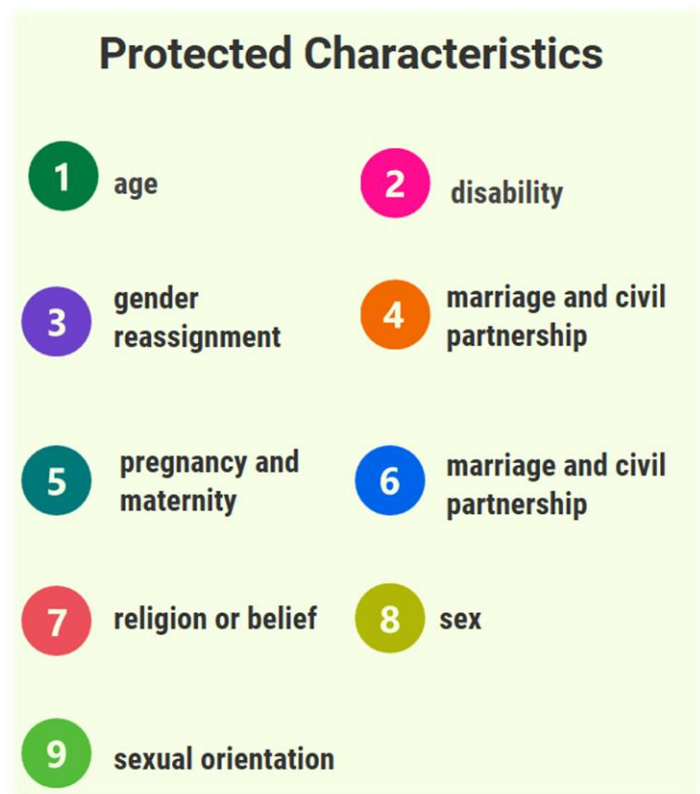 Protected Characteristics
1 age
2 disability
3 gender
reassignment
4 marriage and civil
partnership
5 pregnancy and
maternity
6 marriage and civil
partnership
7 religion or belief
8 sex
9 sexual orientation